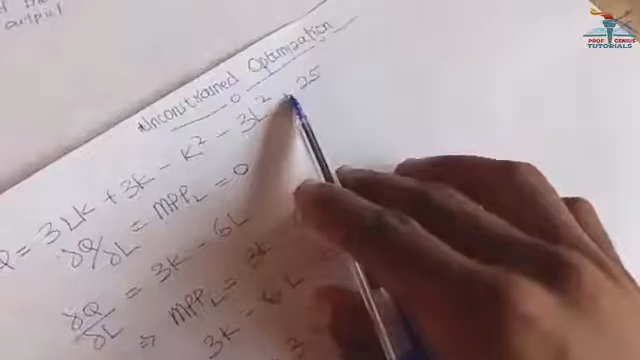 output
PROF GENIUS
TUTORIALS
Unconstrained Optimization
Q = 3LK + 3K - K² - 3L² 25
∂Q/∂L = MPP_L = 0
∂Q/∂L = 3K - 6L
⇒ MPP_L = 3K
3K - 6L